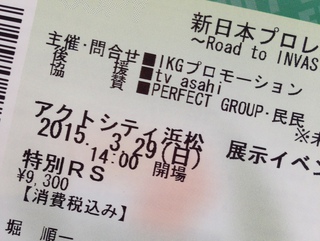 新日本プロレ
~Road to INVAS
主催・問合せ■IKGプロモーション
後 援■tv asahi
協 賛■PERFECT GROUP・民民
※未
アクトシティ浜松 展示イベン
2015. 3.29(日)
14:00 開場
特別RS
¥9,300
【消費税込み】
堀 順一